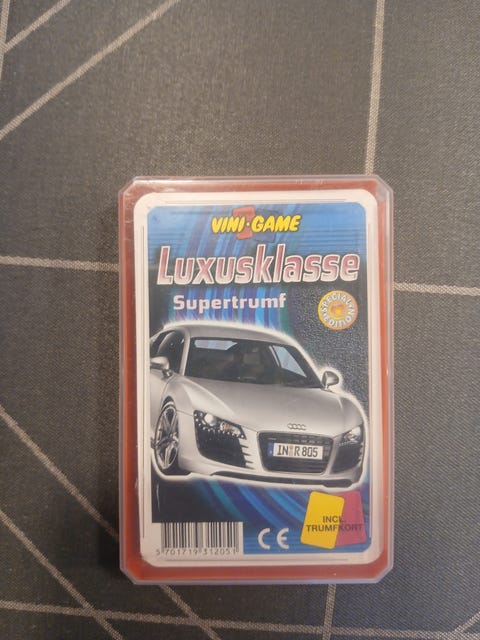 VINI·GAME
Luxusklasse
Supertrumf
SPECIAL EDITION
IN R 805
INCL.
TRUMFKORT
5 701719 312051
CE